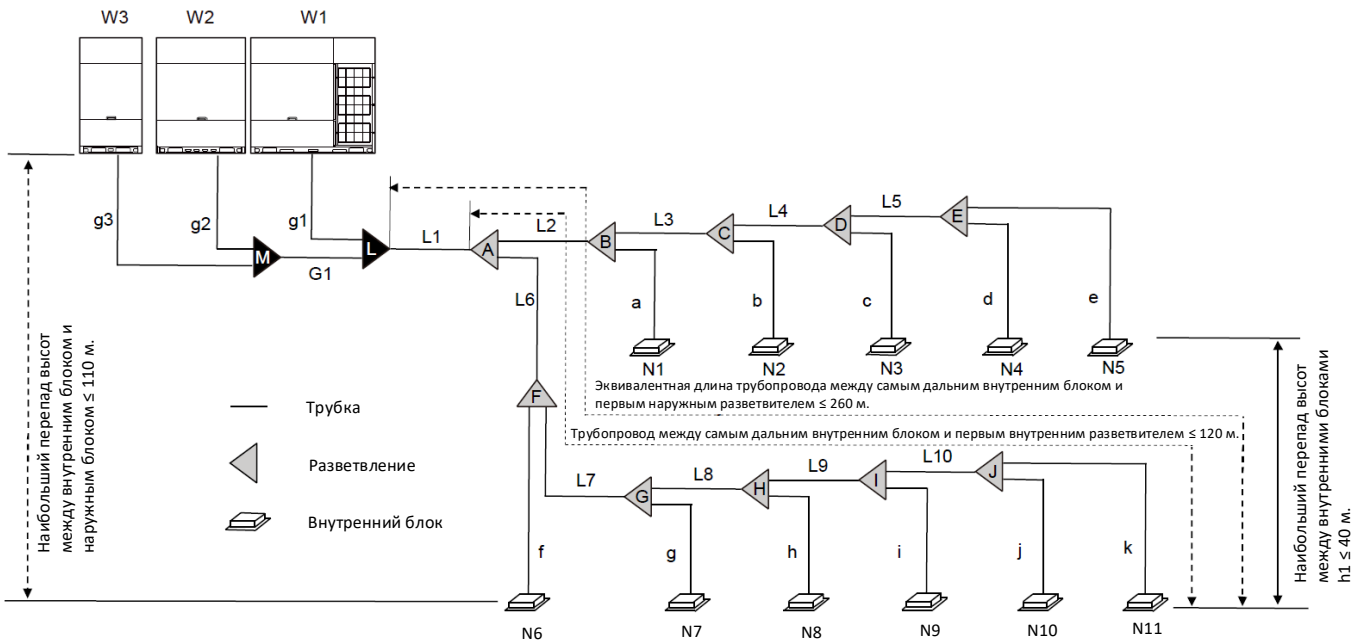 W3
W2
W1
g3
g2
g1
M
G1
L
L1
A
L2
B
L3
C
L4
D
L5
E
L6
a
b
c
d
e
N1
N2
N3
N4
N5
Наибольший перепад высот
между внутренним блоком и
наружным блоком ≤ 110 м.
Эквивалентная длина трубопровода между самым дальним внутренним блоком и
первым наружным разветвителем ≤ 260 м.
Трубопровод между самым дальним внутренним блоком и первым внутренним разветвителем ≤ 120 м.
Наибольший перепад высот
между внутренними блоками
h1 ≤ 40 м.
Трубка
Разветвление
Внутренний блок
F
L7
G
L8
H
L9
I
L10
J
f
g
h
i
j
k
N6
N7
N8
N9
N10
N11